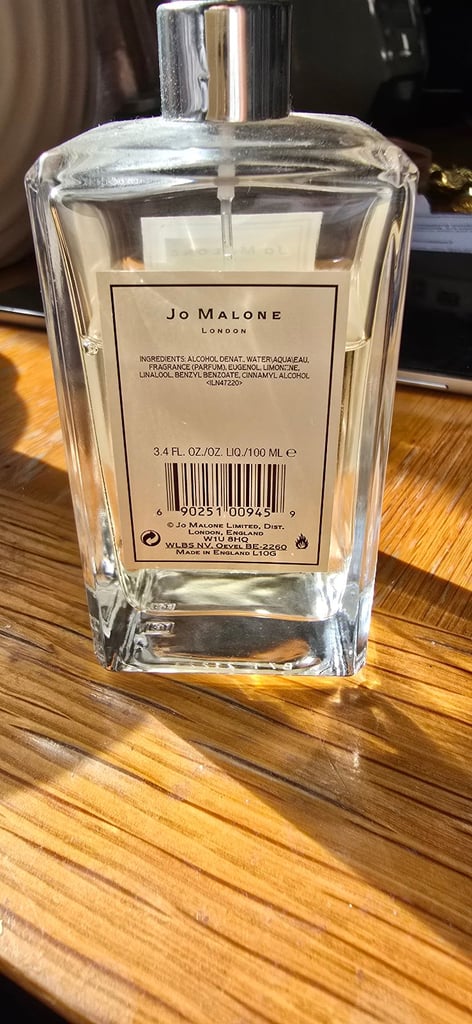 JO MALONE
LONDON
INGREDIENTS: ALCOHOL DENAT., WATER\AQUA\EAU,
FRAGRANCE (PARFUM), EUGENOL, LIMONENE,
LINALOOL, BENZYL BENZOATE, CINNAMYL ALCOHOL
<ILN47220>
3.4 FL. OZ./OZ. LIQ./100 ML ℮
6 90251 00945 9
© JO MALONE LIMITED, DIST.
LONDON, ENGLAND
W1U 8HQ
WLBS NV, OEVEL BE-2260
MADE IN ENGLAND L10G